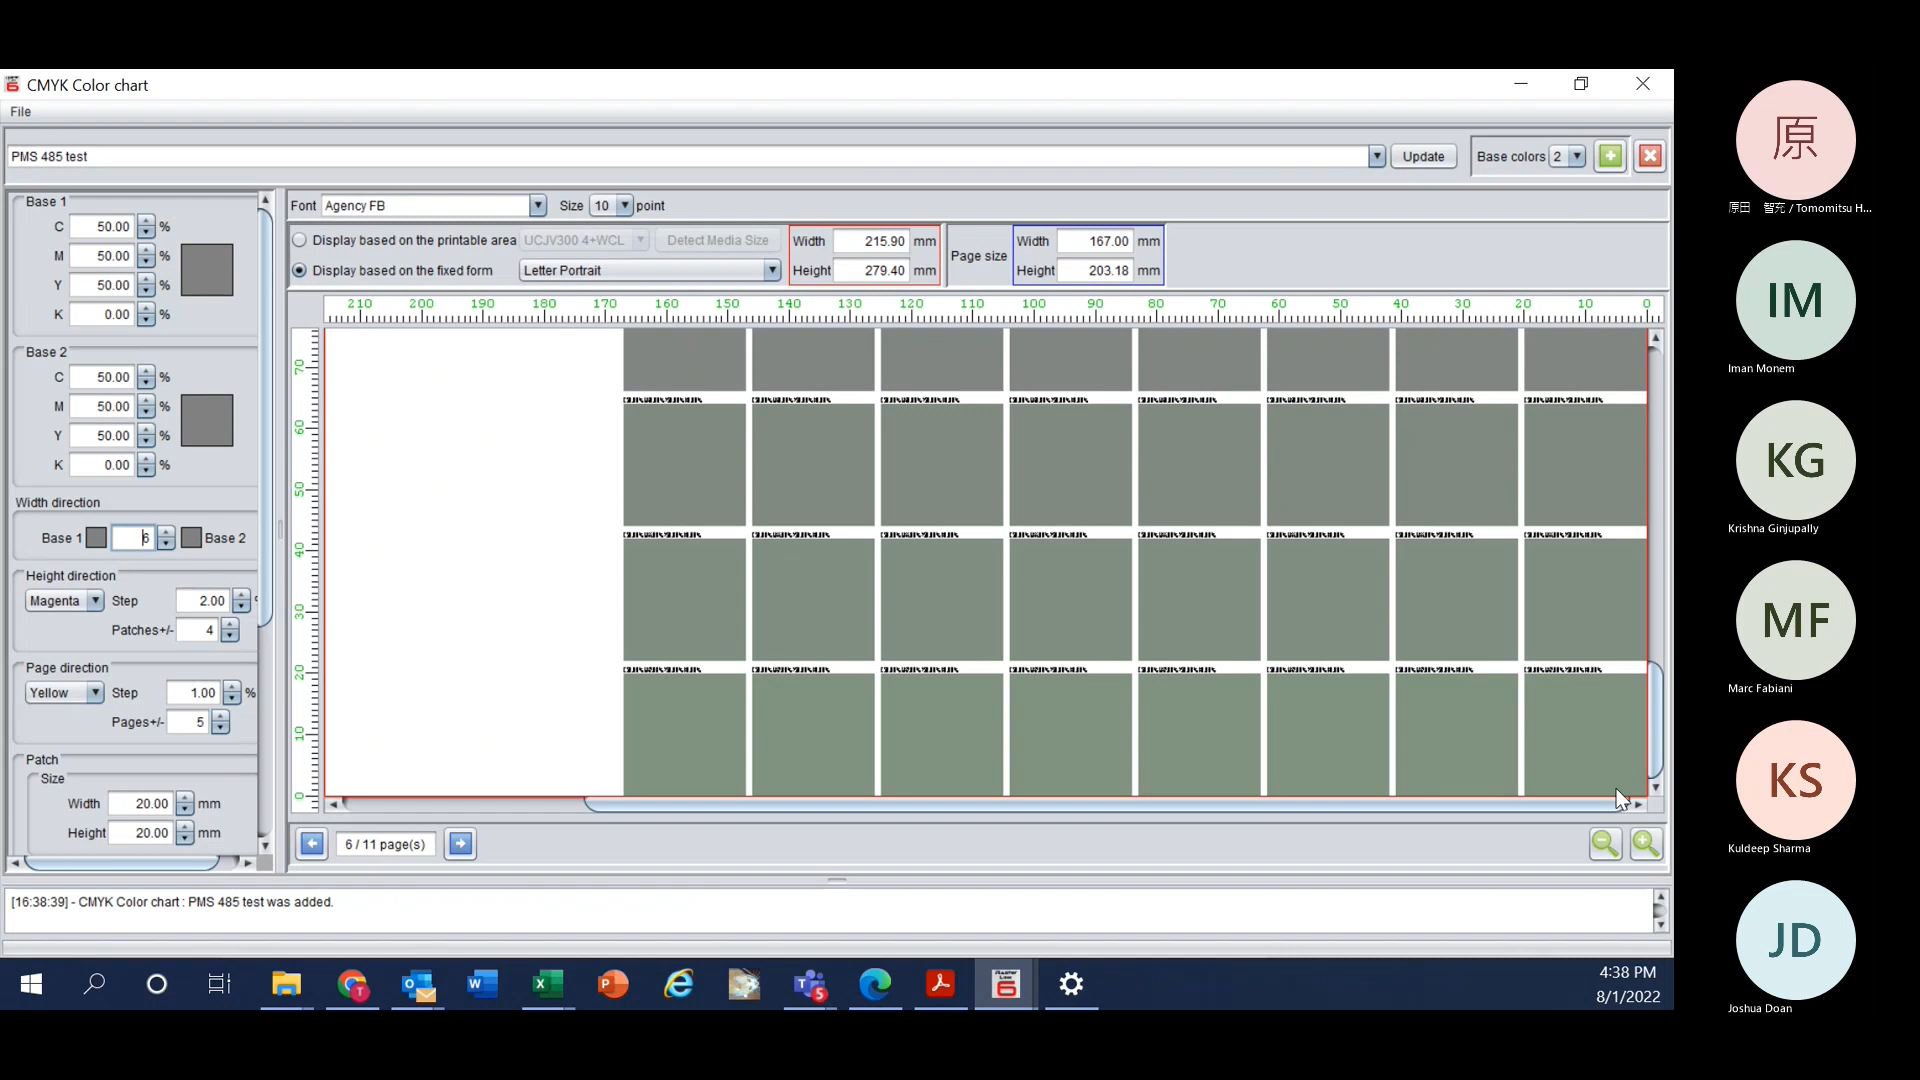 CMYK Color chart
File
PMS 485 test
Update
Base colors 2
Base 1
C 50.00 %
M 50.00 %
Y 50.00 %
K 0.00 %
Base 2
C 50.00 %
M 50.00 %
Y 50.00 %
K 0.00 %
Width direction
Base 1 6 Base 2
Height direction
Magenta Step 2.00
Patches+/- 4
Page direction
Yellow Step 1.00 %
Pages+/- 5
Patch
Size
Width 20.00 mm
Height 20.00 mm
Font Agency FB Size 10 point
Display based on the printable area UCJV300 4+WCL Detect Media Size
Display based on the fixed form Letter Portrait
Width 215.90 mm
Height 279.40 mm
Page size
Width 167.00 mm
Height 203.18 mm
210 200 190 180 170 160 150 140 130 120 110 100 90 80 70 60 50 40 30 20 10 0
70
60
50
40
30
20
10
0
6 / 11 page(s)
[16:38:39] - CMYK Color chart : PMS 485 test was added.
4:38 PM
8/1/2022
原
原田 智充 / Tomomitsu H...
IM
Iman Monem
KG
Krishna Ginjupally
MF
Marc Fabiani
KS
Kuldeep Sharma
JD
Joshua Doan